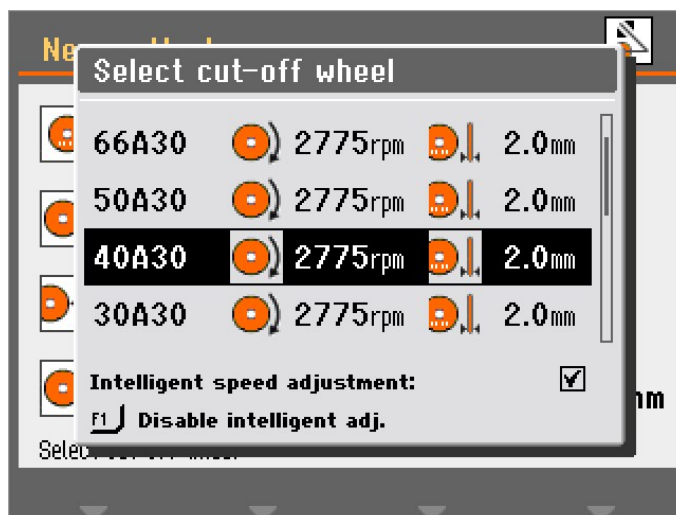 Ne
Select cut-off wheel
66A30 2775rpm 2.0mm
50A30 2775rpm 2.0mm
40A30 2775rpm 2.0mm
30A30 2775rpm 2.0mm
Intelligent speed adjustment:
mm
F1 Disable intelligent adj.